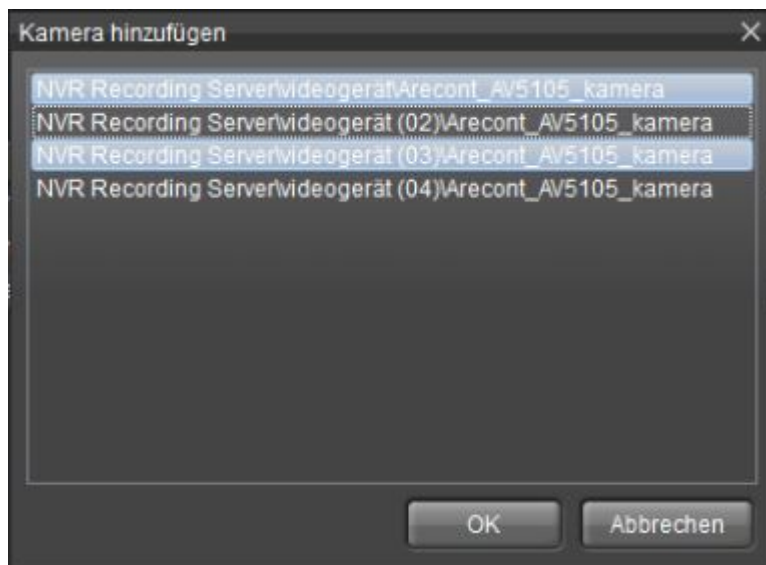 Kamera hinzufügen
NVR Recording Server\videogerät\Arecont_AV5105_kamera
NVR Recording Server\videogerät (02)\Arecont_AV5105_kamera
NVR Recording Server\videogerät (03)\Arecont_AV5105_kamera
NVR Recording Server\videogerät (04)\Arecont_AV5105_kamera
OK
Abbrechen